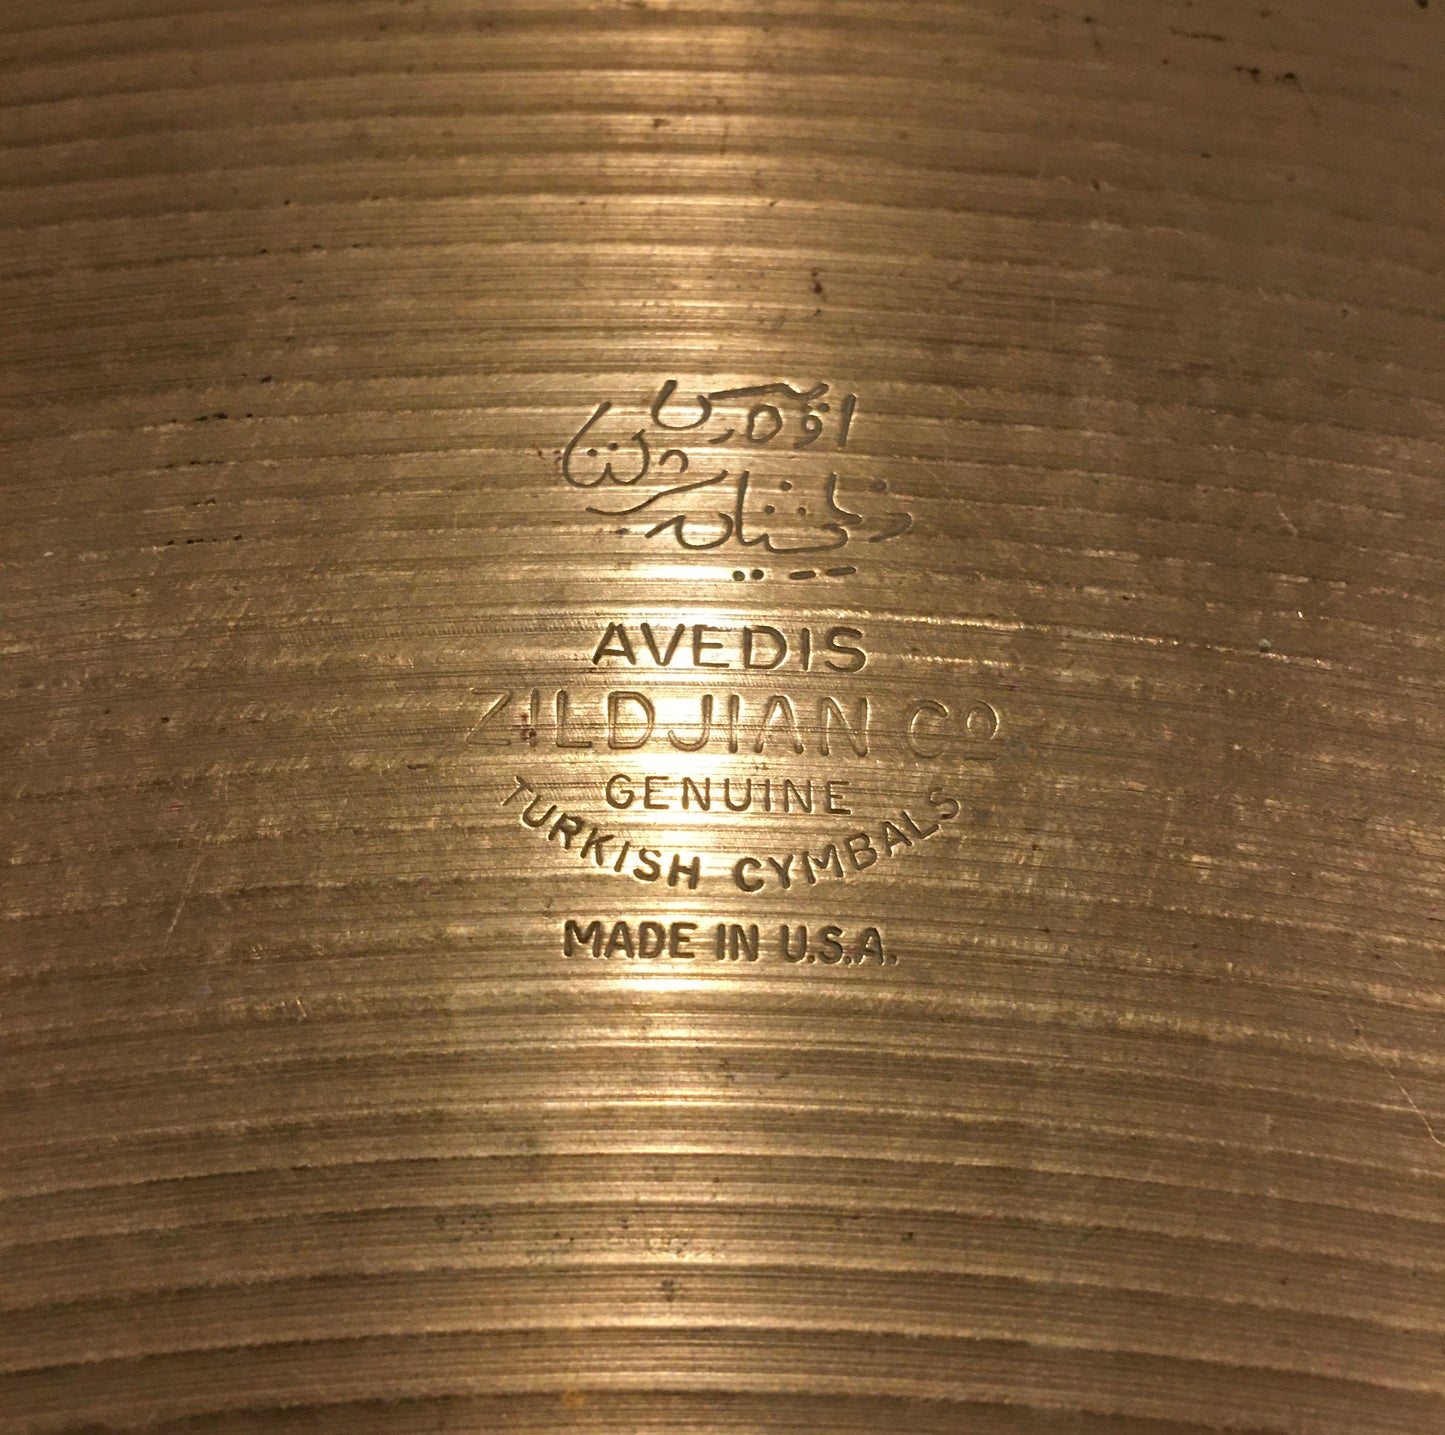 AVEDIS
ZILDJIAN Cº
GENUINE
TURKISH CYMBALS
MADE IN U.S.A.